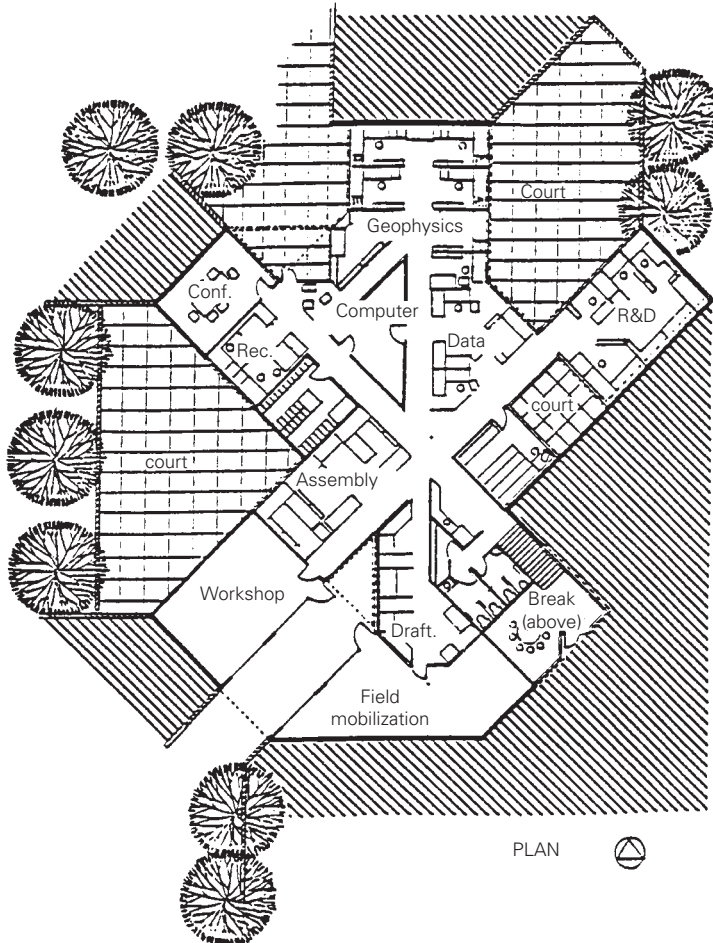 Court
Geophysics
Conf.
Computer
R&D
Data
Rec.
court
court
Assembly
Workshop
Break
(above)
Draft.
Field
mobilization
PLAN